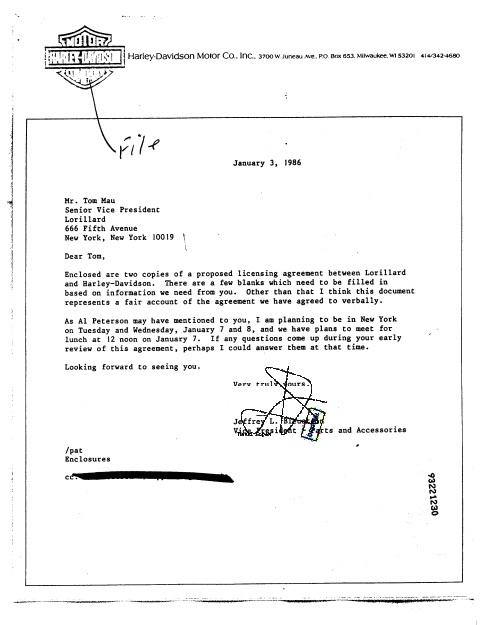 MOTOR
HARLEY-DAVIDSON
Harley-Davidson Motor Co., Inc., 3700 W. Juneau Ave., P.O. Box 653, Milwaukee, WI 53201 414/342-4680
File
January 3, 1986
Mr. Tom Mau
Senior Vice President
Lorillard
666 Fifth Avenue
New York, New York 10019
Dear Tom,
Enclosed are two copies of a proposed licensing agreement between Lorillard
and Harley-Davidson. There are a few blanks which need to be filled in
based on information we need from you. Other than that I think this document
represents a fair account of the agreement we have agreed to verbally.
As Al Peterson may have mentioned to you, I am planning to be in New York
on Tuesday and Wednesday, January 7 and 8, and we have plans to meet for
lunch at 12 noon on January 7. If any questions come up during your early
review of this agreement, perhaps I could answer them at that time.
Looking forward to seeing you.
Very truly yours,
Jeffrey L.
Vice President - Parts and Accessories
/pat
Enclosures
cc:
93221230